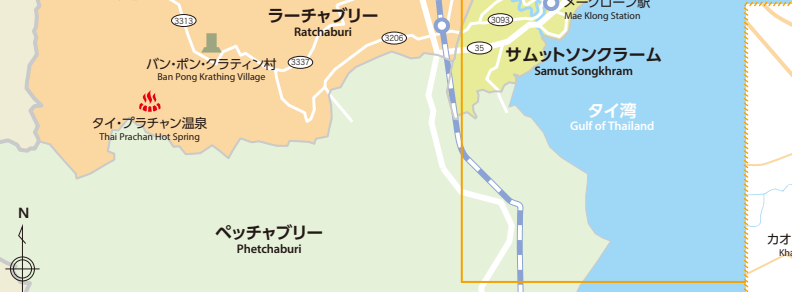 メークローン駅
Mae Klong Station
3313
ラーチャブリー
Ratchaburi
3093
3206
35
サムットソンクラーム
Samut Songkhram
バン・ポン・クラティン村
Ban Pong Krathing Village
3337
タイ・プラチャン温泉
Thai Prachan Hot Spring
タイ湾
Gulf of Thailand
N
ペッチャブリー
Phetchaburi
カオ
Kha